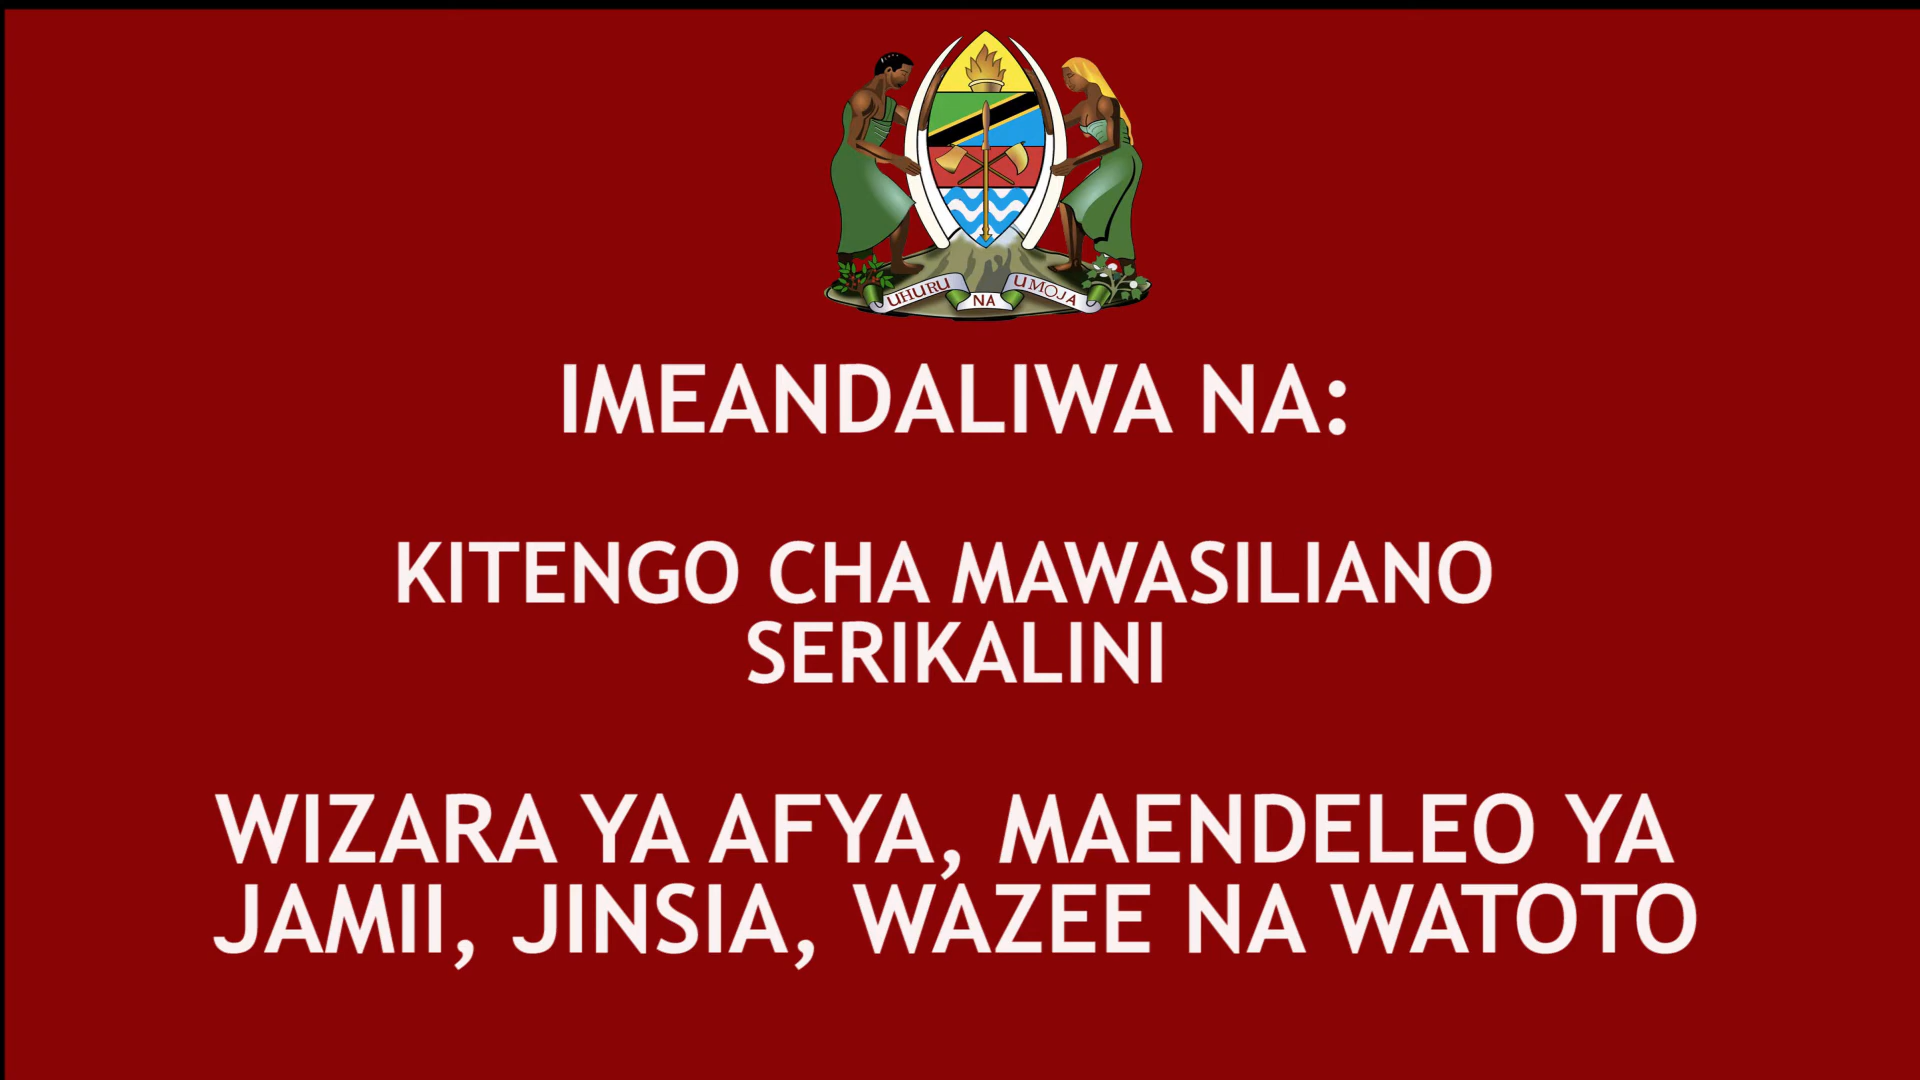 UHURU NA UMOJA
IMEANDALIWA NA:
KITENGO CHA MAWASILIANO
SERIKALINI
WIZARA YA AFYA, MAENDELEO YA
JAMII, JINSIA, WAZEE NA WATOTO